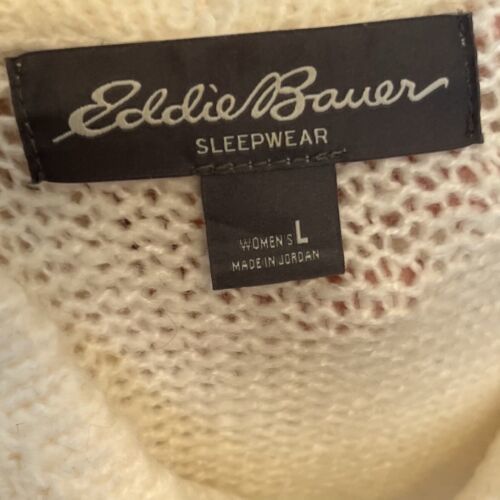 Eddie Bauer
SLEEPWEAR
WOMEN'S L
MADE IN JORDAN